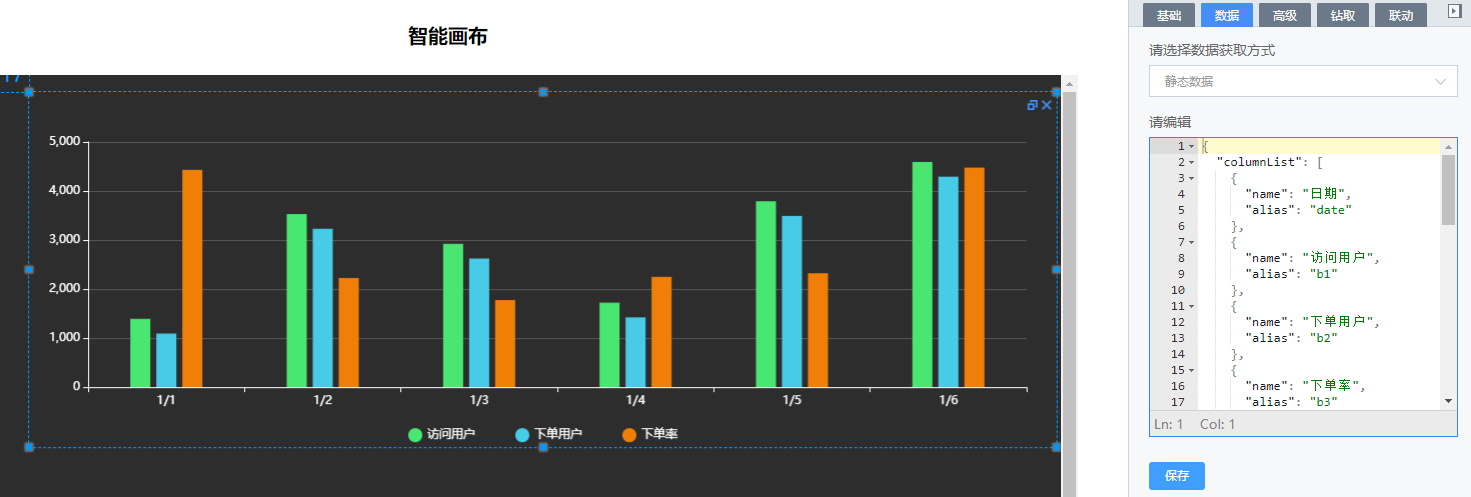 智能画布
5,000
4,000
3,000
2,000
1,000
0
1/1 1/2 1/3 1/4 1/5 1/6
访问用户 下单用户 下单率
基础 数据 高级 钻取 联动
请选择数据获取方式
静态数据
请编辑
1 {
2 "columnList": [
3 {
4 "name": "日期",
5 "alias": "date"
6 },
7 {
8 "name": "访问用户",
9 "alias": "b1"
10 },
11 {
12 "name": "下单用户",
13 "alias": "b2"
14 },
15 {
16 "name": "下单率",
17 "alias": "b3"
Ln: 1 Col: 1
保存